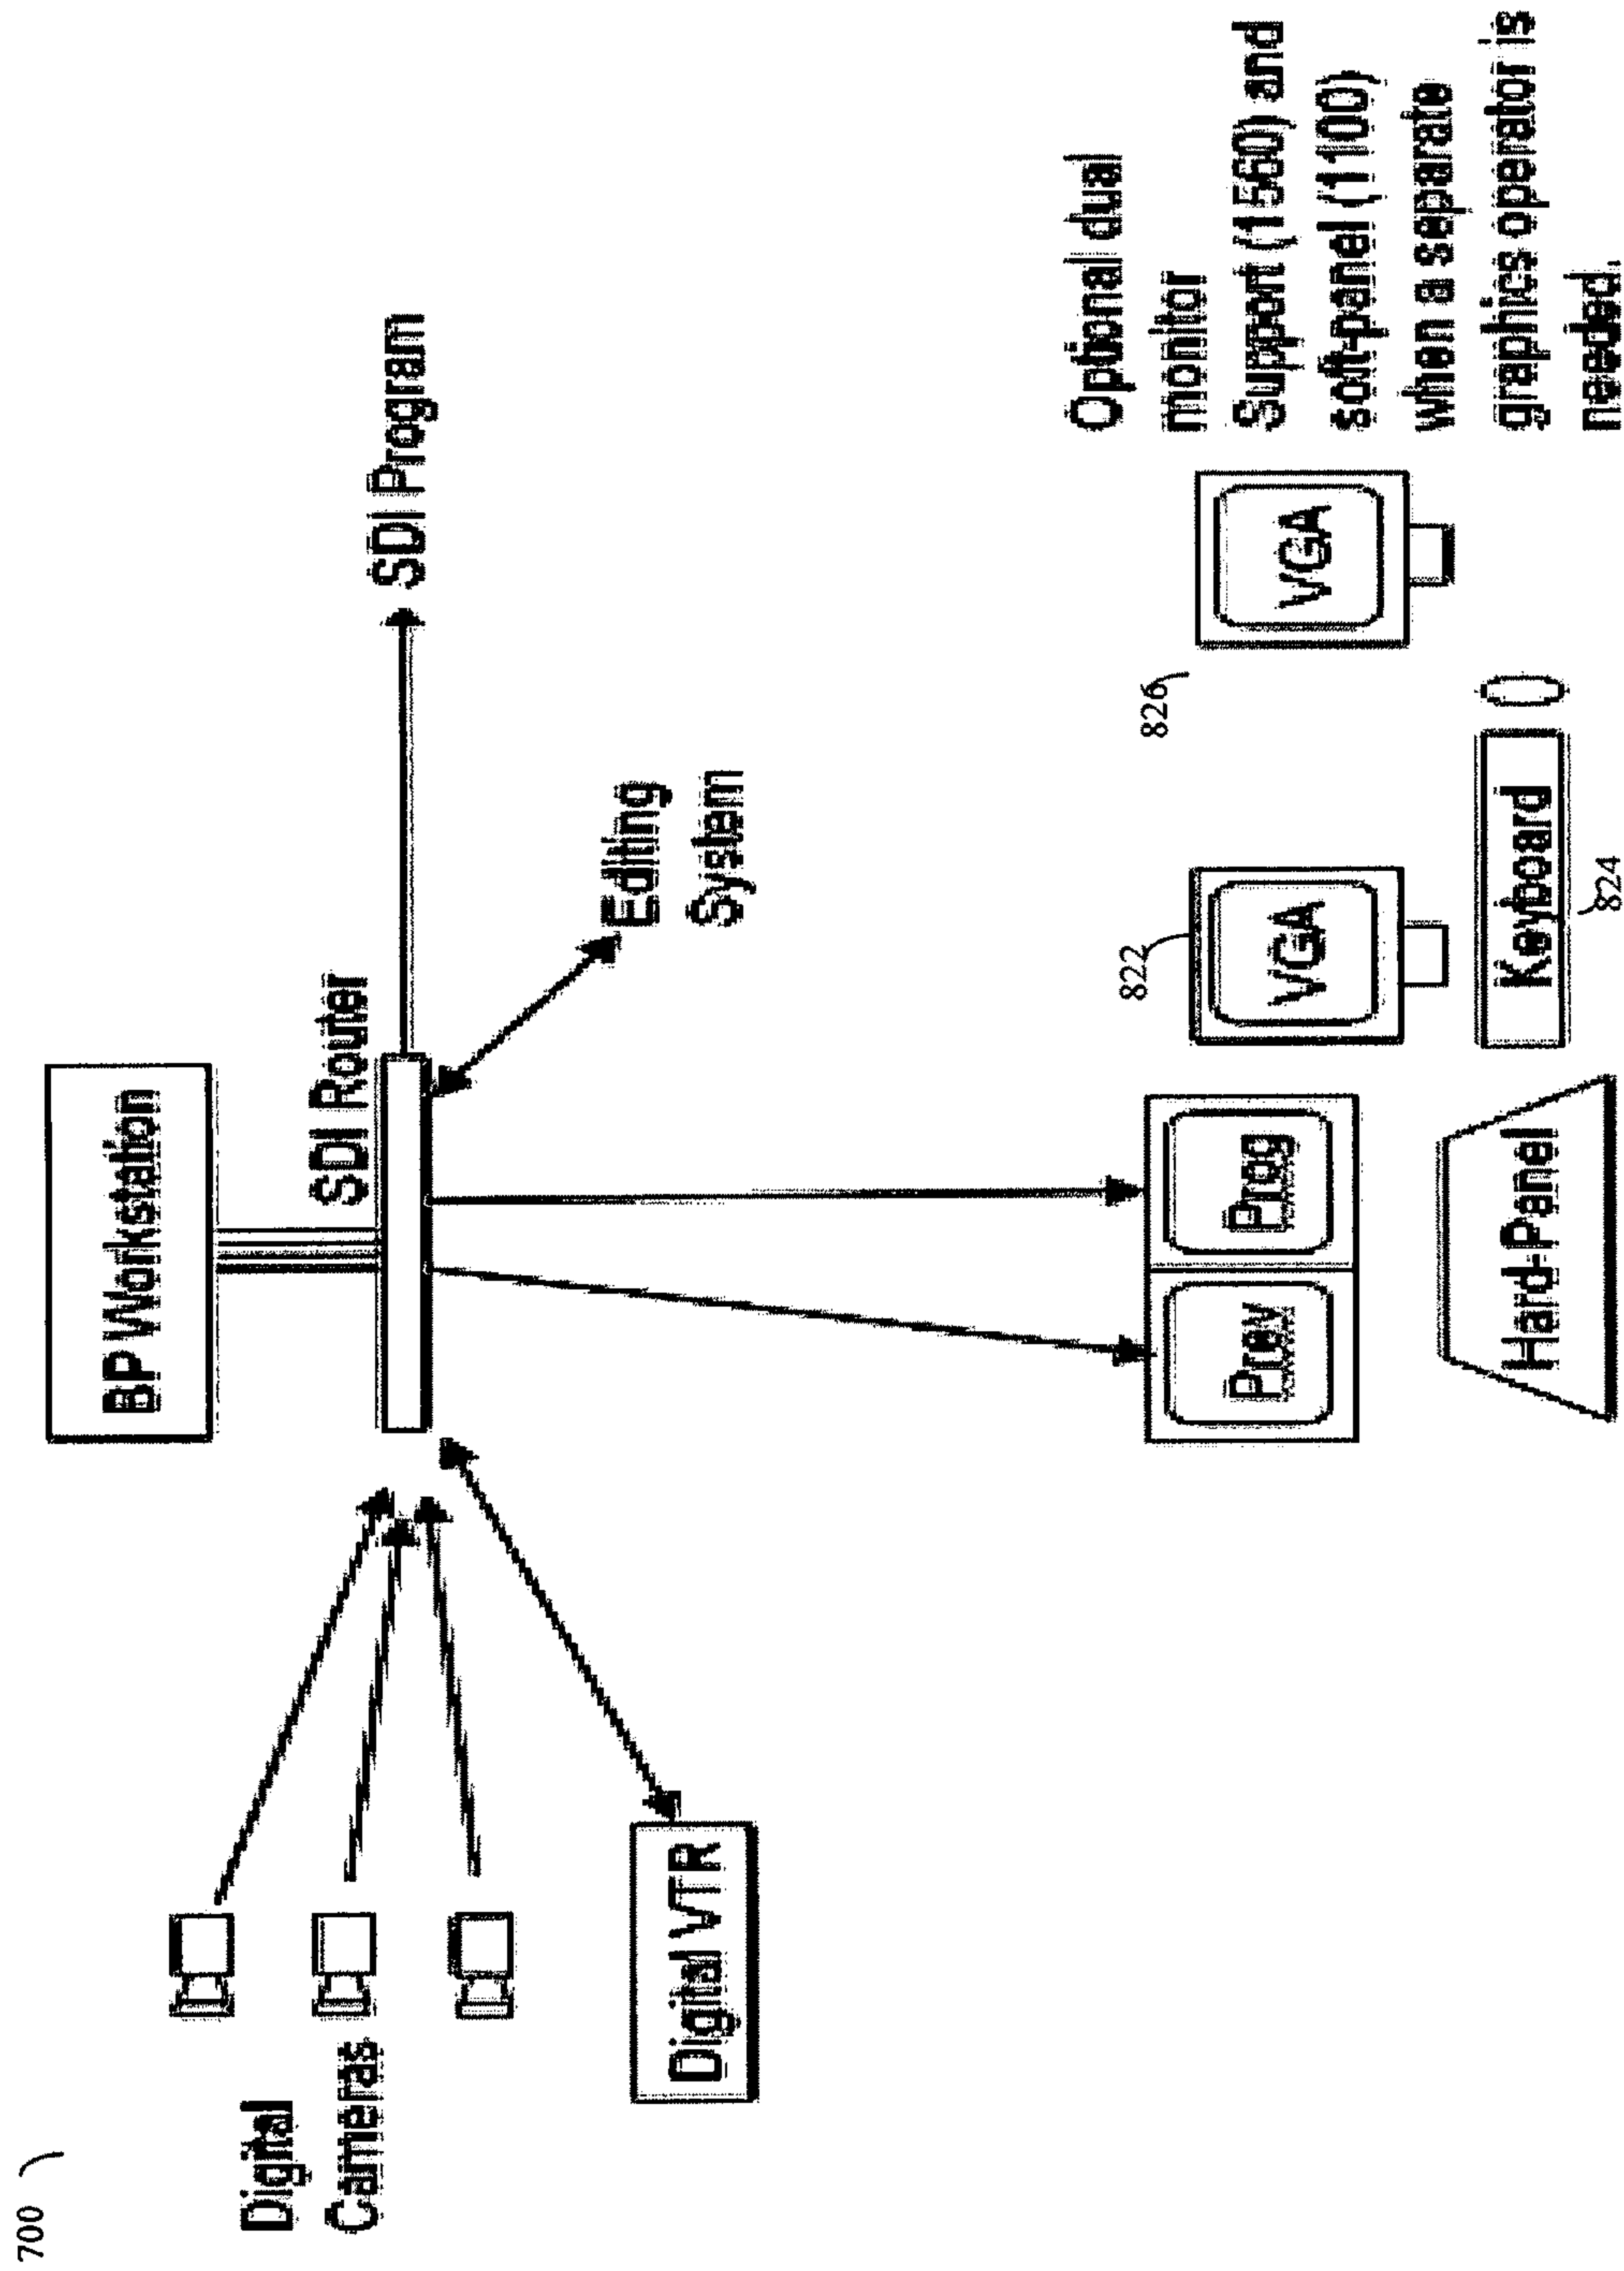 700
BP Workstation
SDI Router
SDI Program
Digital
Cameras
Editing
System
Digital VTR
Prev
Prog
822
VGA
826
VGA
Optional dual
monitor
Support (1560) and
soft-panel (1100)
when a separate
graphics operator is
needed.
Hard-Panel
Keyboard
824